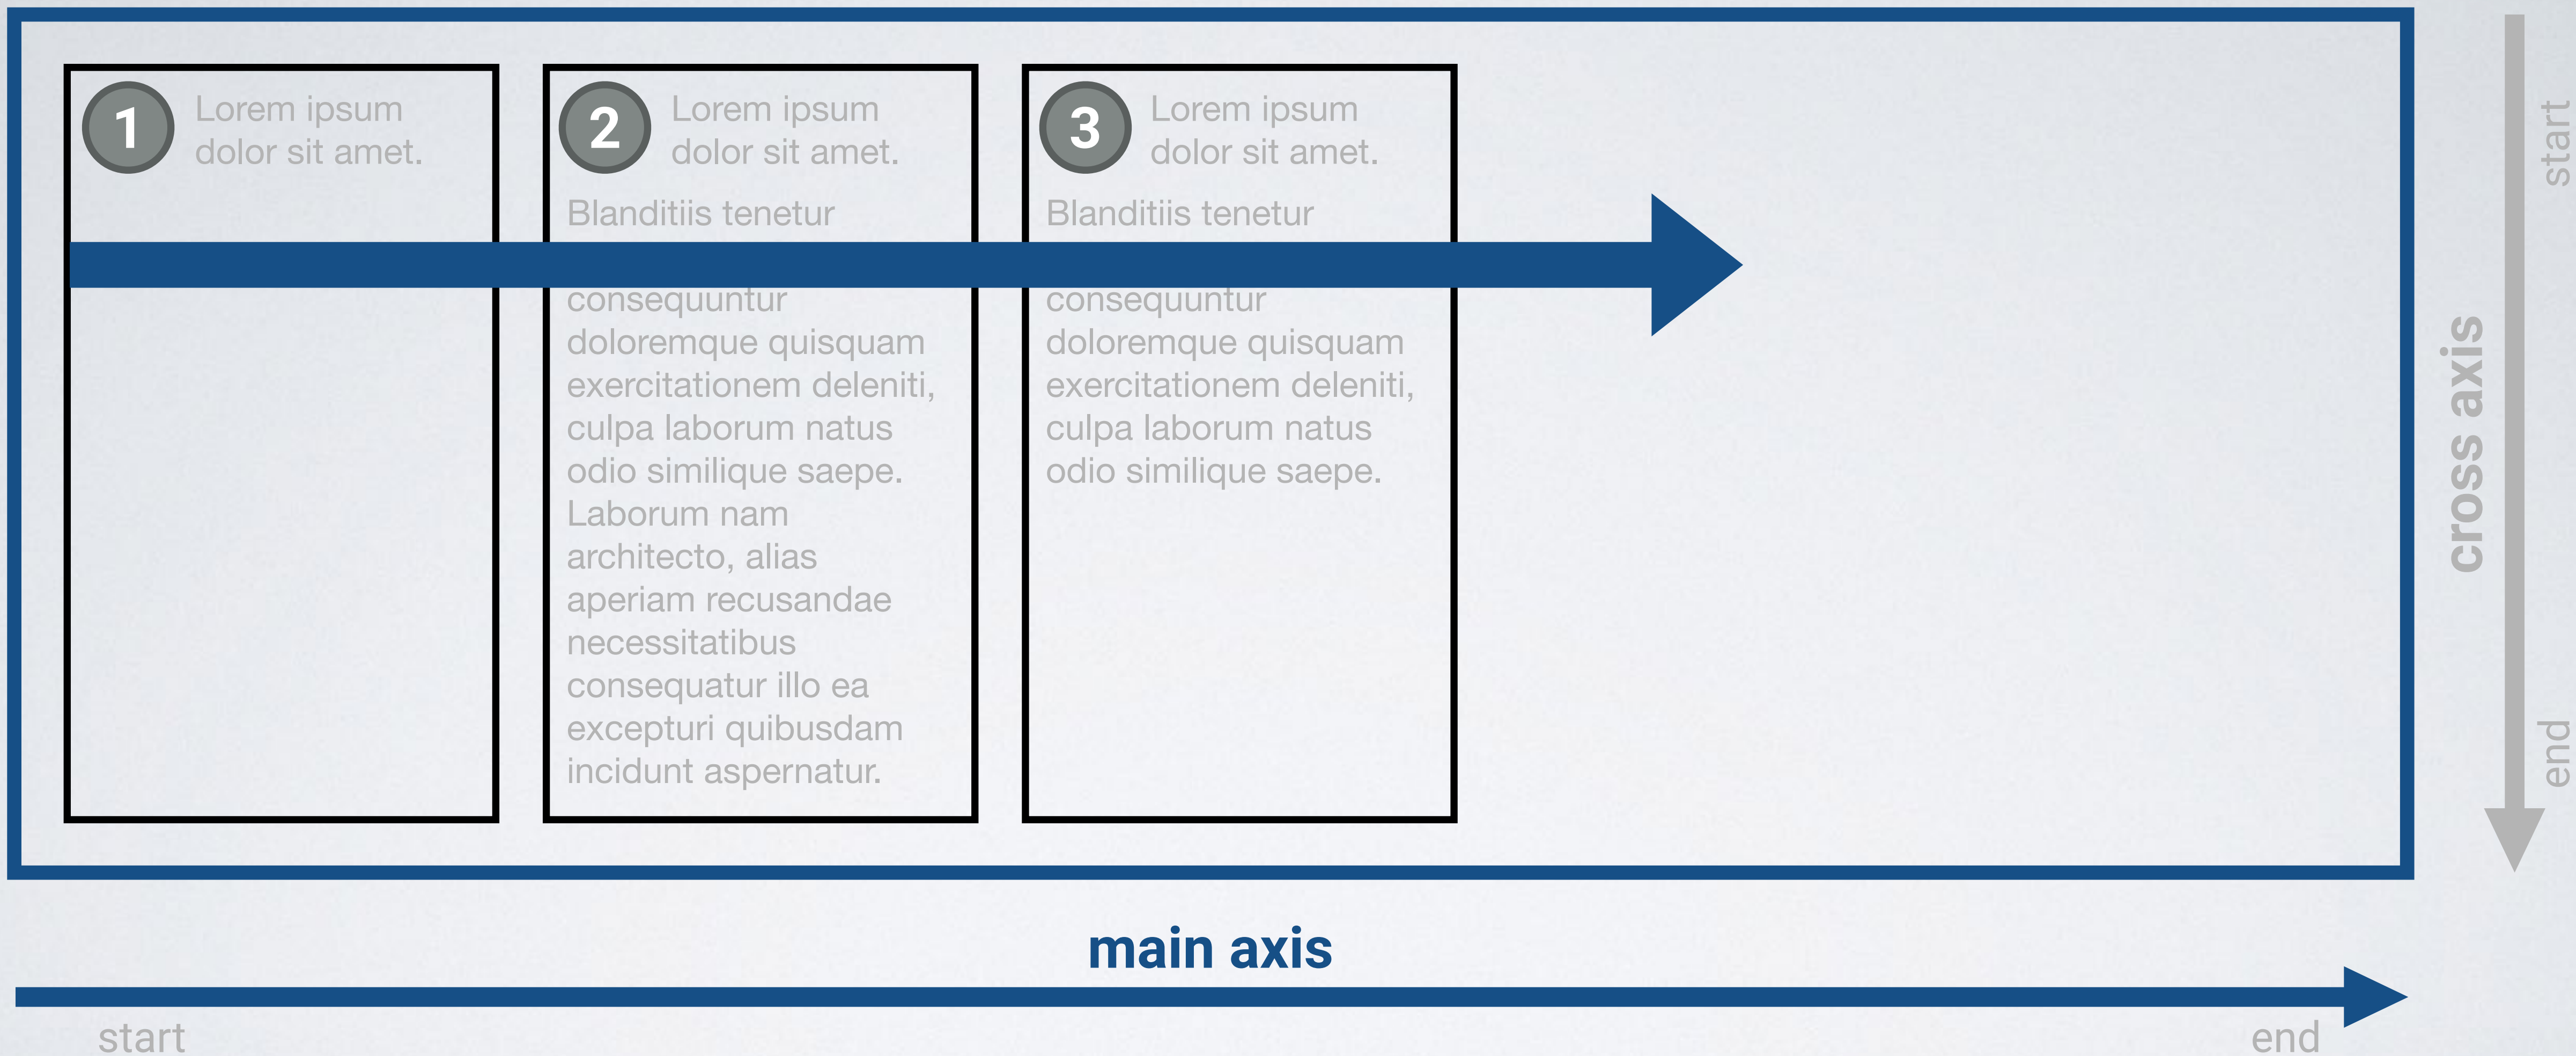 1
Lorem ipsum
dolor sit amet.
2
Lorem ipsum
dolor sit amet.
Blanditiis tenetur
consequuntur
doloremque quisquam
exercitationem deleniti,
culpa laborum natus
odio similique saepe.
Laborum nam
architecto, alias
aperiam recusandae
necessitatibus
consequatur illo ea
excepturi quibusdam
incidunt aspernatur.
3
Lorem ipsum
dolor sit amet.
Blanditiis tenetur
consequuntur
doloremque quisquam
exercitationem deleniti,
culpa laborum natus
odio similique saepe.
start
cross axis
end
main axis
start
end